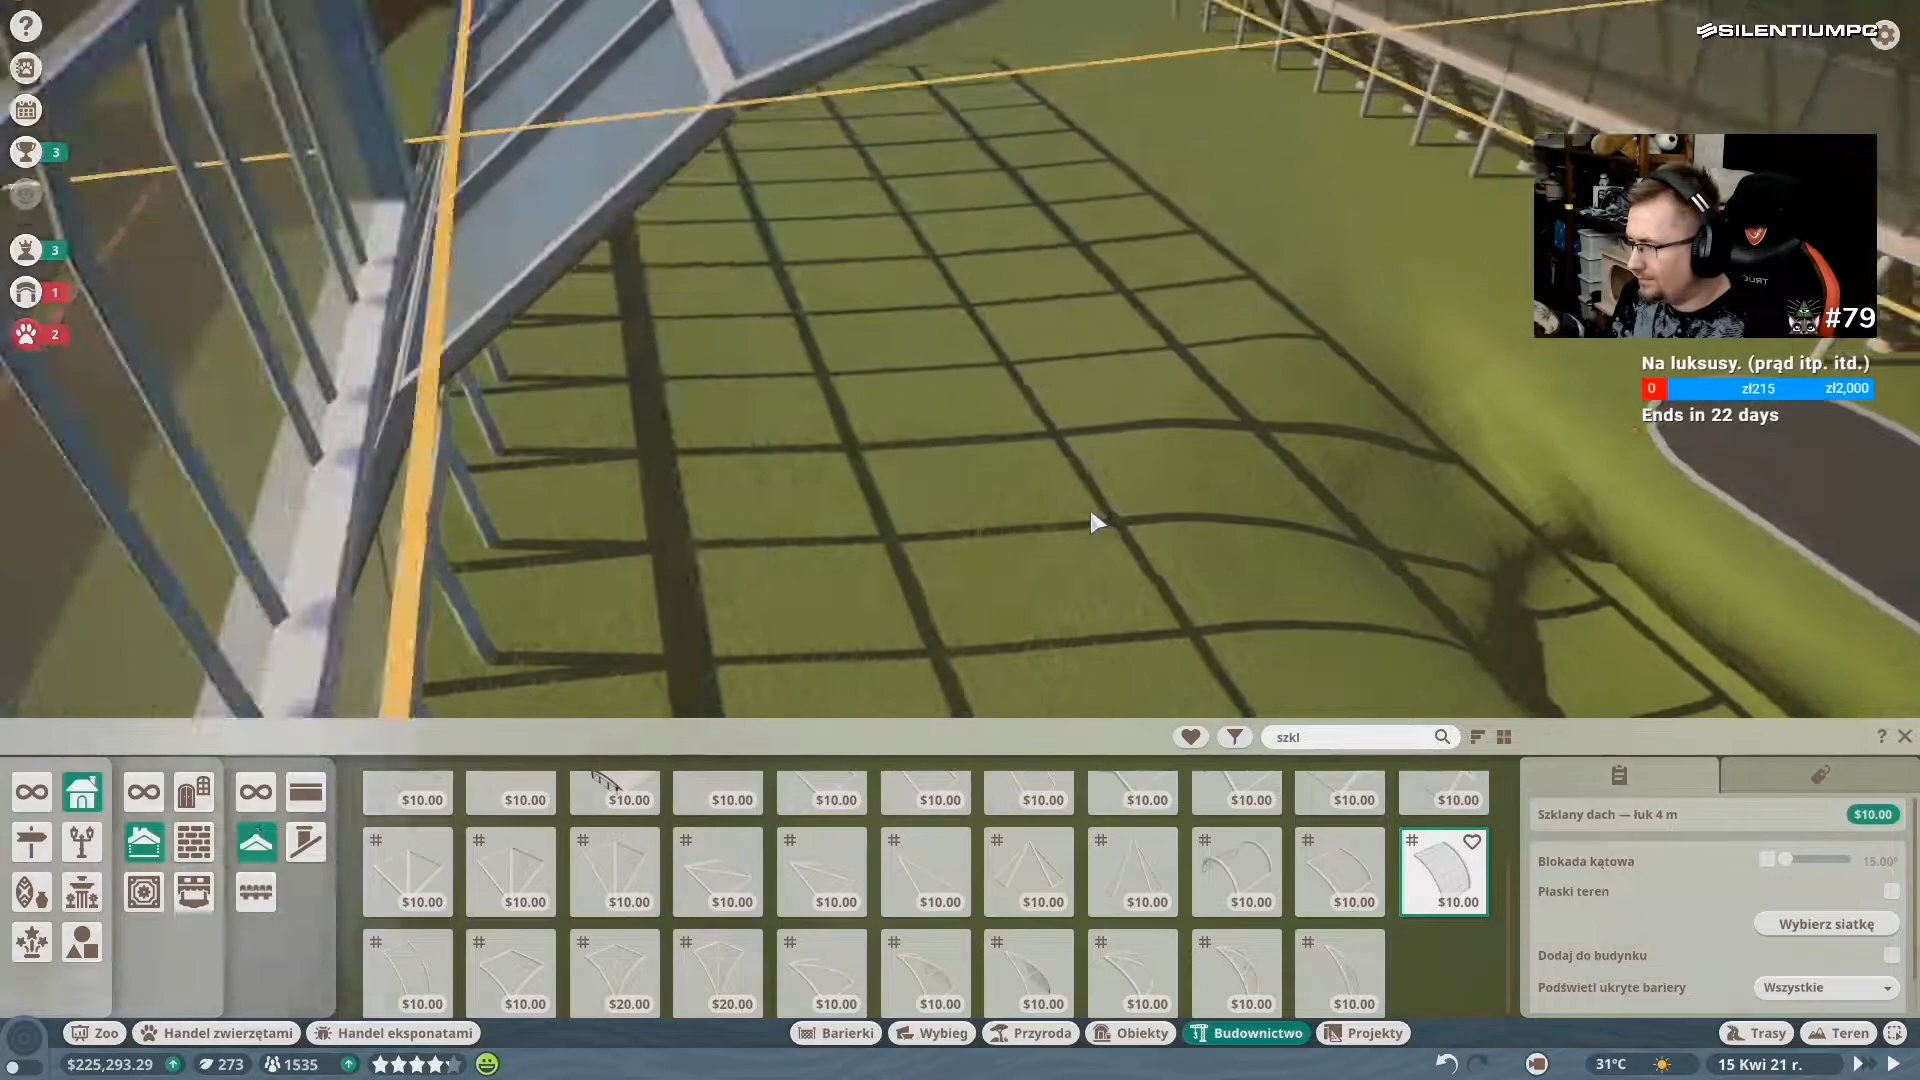 SILENTIUMPC
3
3
1
2
TRUE
#79
Na luksusy. (prąd itp. itd.)
0 zł215 zł2,000
Ends in 22 days
szkl
?
$10.00 $10.00 $10.00 $10.00 $10.00 $10.00 $10.00 $10.00 $10.00 $10.00 $10.00
$10.00 $10.00 $10.00 $10.00 $10.00 $10.00 $10.00 $10.00 $10.00 $10.00 $10.00
$10.00 $10.00 $20.00 $20.00 $10.00 $10.00 $10.00 $10.00 $10.00 $10.00
Szklany dach — łuk 4 m $10.00
Blokada kątowa 15.00°
Płaski teren
Wybierz siatkę
Dodaj do budynku
Podświetl ukryte bariery Wszystkie
Zoo Handel zwierzętami Handel eksponatami Barierki Wybieg Przyroda Obiekty Budownictwo Projekty Trasy Teren
$225,293.29 273 1535 31°C 15 Kwi 21 r.